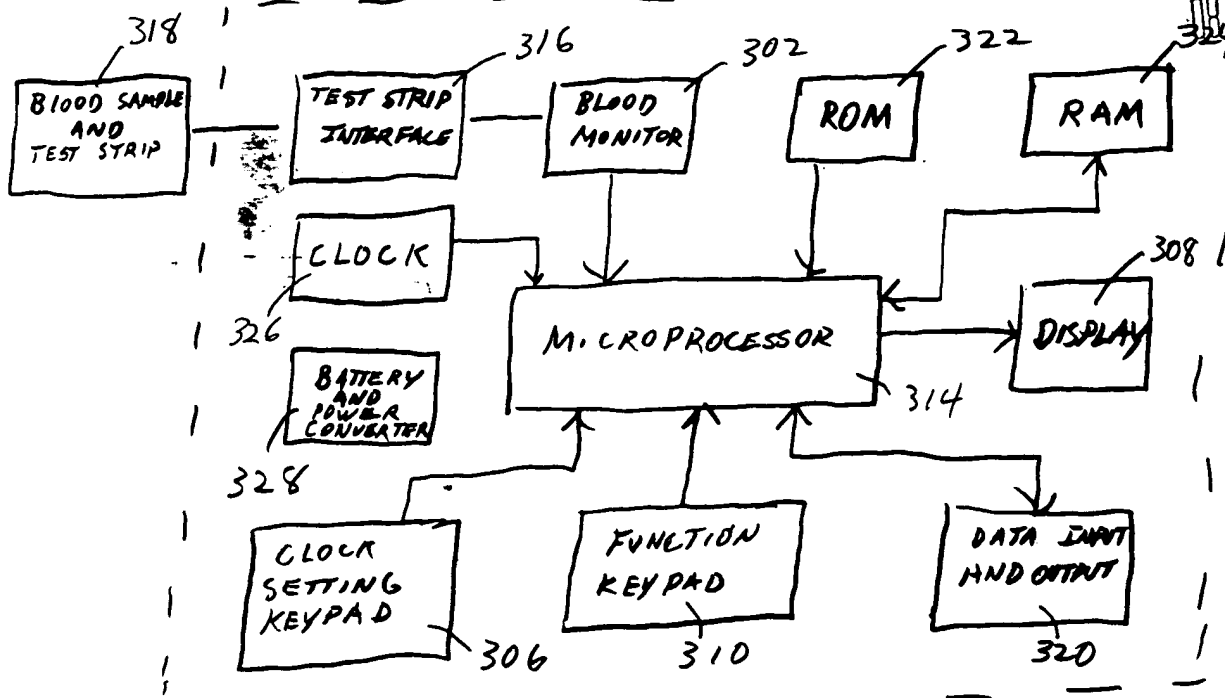 318
316
302
322
BLOOD SAMPLE
AND
TEST STRIP
TEST STRIP
INTERFACE
BLOOD
MONITOR
ROM
RAM
CLOCK
326
308
MICROPROCESSOR
DISPLAY
314
BATTERY
AND
POWER
CONVERTER
328
CLOCK
SETTING
KEYPAD
306
FUNCTION
KEYPAD
310
DATA INPUT
AND OUTPUT
320